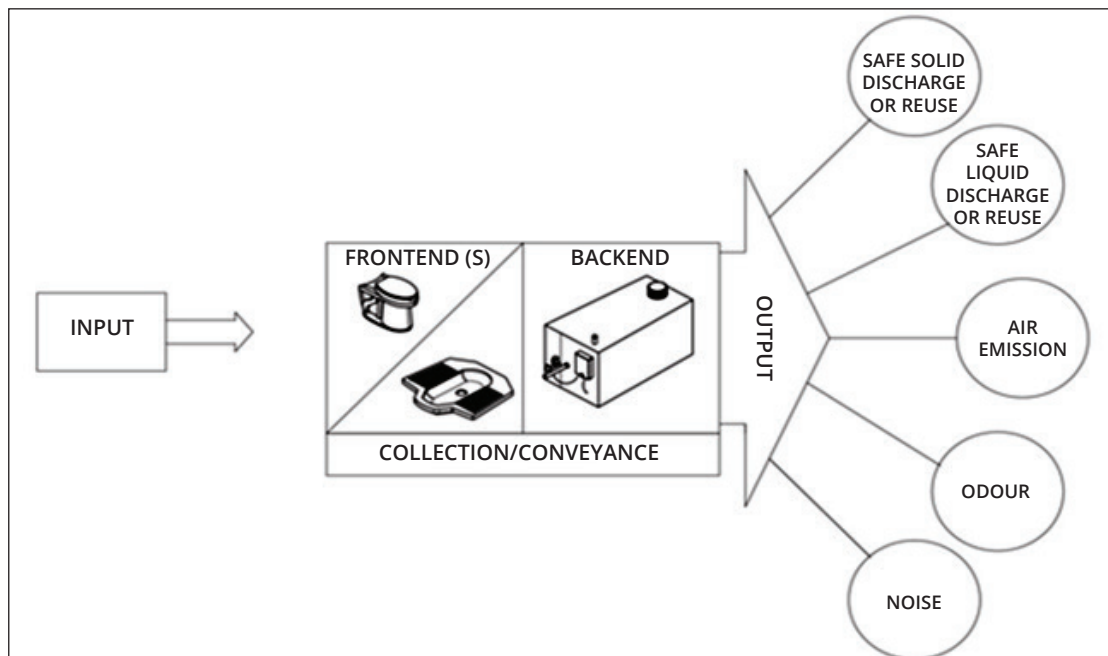 INPUT
FRONTEND (S)
BACKEND
COLLECTION/CONVEYANCE
OUTPUT
SAFE SOLID
DISCHARGE
OR REUSE
SAFE
LIQUID
DISCHARGE
OR REUSE
AIR
EMISSION
ODOUR
NOISE